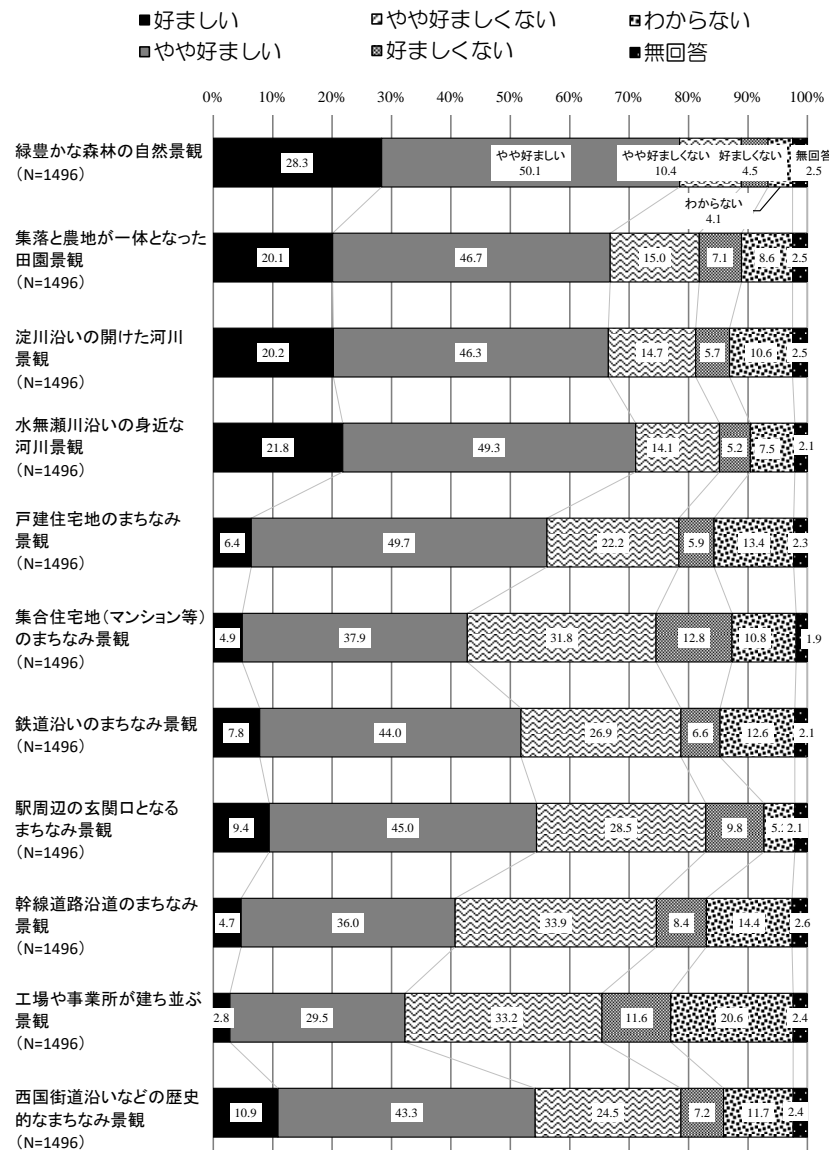 ■好ましい
やや好ましくない
わからない
■やや好ましい
好ましくない
無回答
0% 10% 20% 30% 40% 50% 60% 70% 80% 90% 100%
緑豊かな森林の自然景観
(N=1496)
28.3
やや好ましい
50.1
やや好ましくない
10.4
好ましくない
4.5
無回答
2.5
わからない
4.1
集落と農地が一体となった
田園景観
(N=1496)
20.1 46.7 15.0 7.1 8.6 2.5
淀川沿いの開けた河川
景観
(N=1496)
20.2 46.3 14.7 5.7 10.6 2.5
水無瀬川沿いの身近な
河川景観
(N=1496)
21.8 49.3 14.1 5.2 7.5 2.1
戸建住宅地のまちなみ
景観
(N=1496)
6.4 49.7 22.2 5.9 13.4 2.3
集合住宅地(マンション等)
のまちなみ景観
(N=1496)
4.9 37.9 31.8 12.8 10.8 1.9
鉄道沿いのまちなみ景観
(N=1496)
7.8 44.0 26.9 6.6 12.6 2.1
駅周辺の玄関口となる
まちなみ景観
(N=1496)
9.4 45.0 28.5 9.8 2.1
幹線道路沿道のまちなみ
景観
(N=1496)
4.7 36.0 33.9 8.4 14.4 2.6
工場や事業所が建ち並ぶ
景観
(N=1496)
2.8 29.5 33.2 11.6 20.6 2.4
西国街道沿いなどの歴史
的なまちなみ景観
(N=1496)
10.9 43.3 24.5 7.2 11.7 2.4